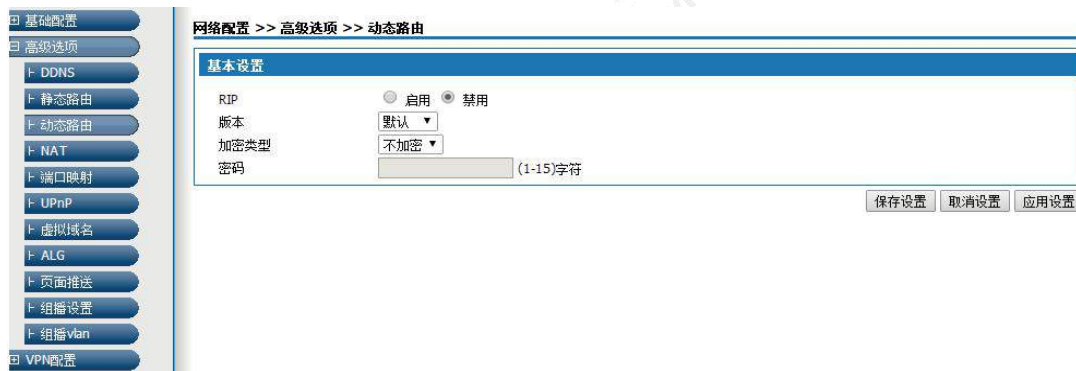 基础配置
高级选项
DDNS
静态路由
动态路由
NAT
端口映射
UPnP
虚拟域名
ALG
页面推送
组播设置
组播vlan
VPN配置
网络配置 >> 高级选项 >> 动态路由
基本设置
RIP 启用 禁用
版本 默认
加密类型 不加密
密码 (1-15)字符
保存设置 取消设置 应用设置